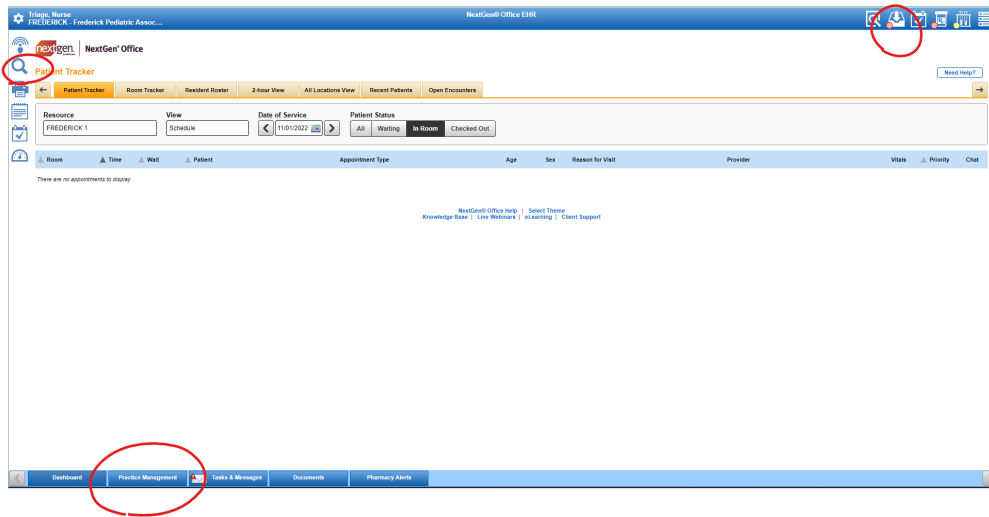 Triage, Nurse
FREDERICK - Frederick Pediatric Assoc...
NextGen® Office EHR
nextgen. NextGen® Office
healthcare
Patient Tracker
Need Help?
← Patient Tracker Room Tracker Resident Roster 2-hour View All Locations View Recent Patients Open Encounters →
Resource View Date of Service Patient Status
FREDERICK 1 Schedule 11/01/2022 All Waiting In Room Checked Out
Room Time Wait Patient Appointment Type Age Sex Reason for Visit Provider Vitals Priority Chat
There are no appointments to display.
NextGen® Office Help | Select Theme
Knowledge Base | Live Webinars | eLearning | Client Support
Dashboard Practice Management Tasks & Messages Documents Pharmacy Alerts